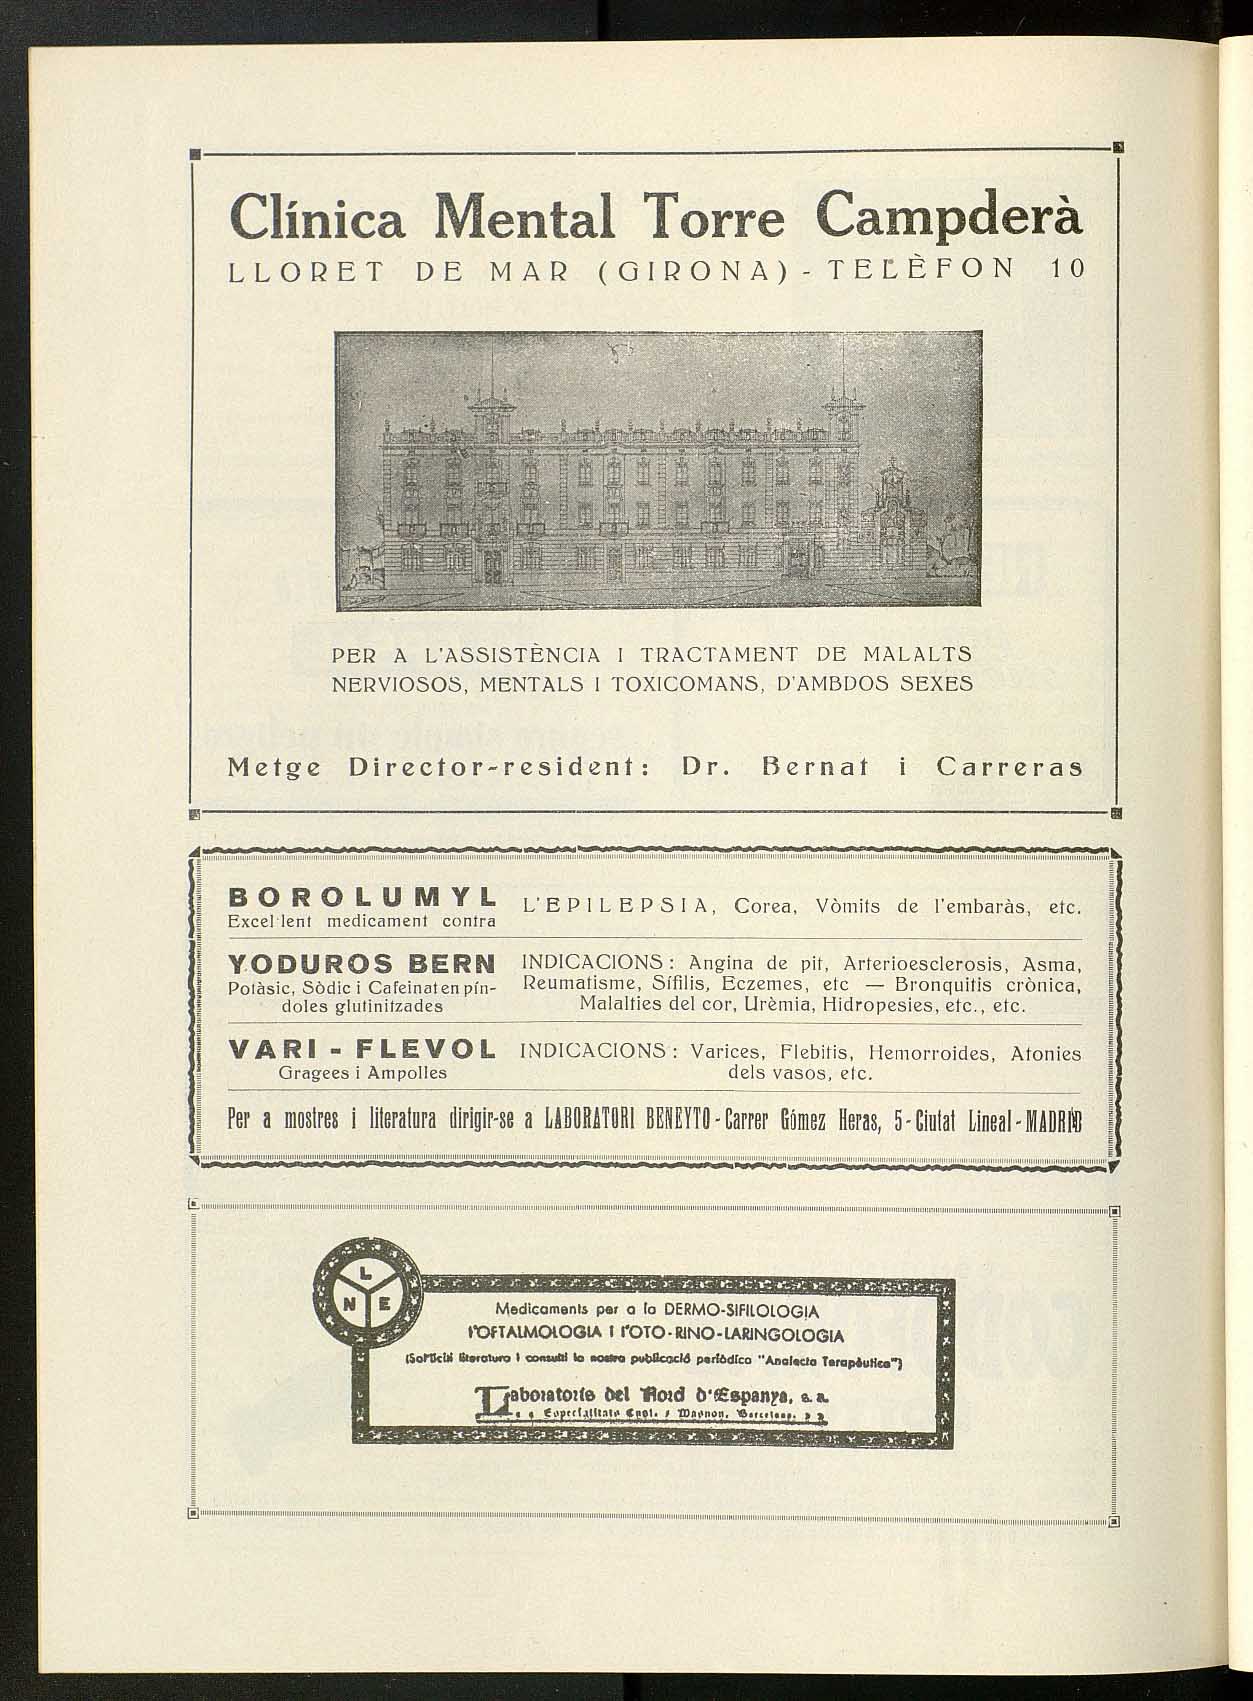 Clínica Mental Torre Campderà
LLORET DE MAR (GIRONA) - TELÈFON 10
PER A L'ASSISTÈNCIA I TRACTAMENT DE MALALTS
NERVIOSOS, MENTALS I TOXICOMANS, D'AMBDOS SEXES
Metge Director-resident: Dr. Bernat i Carreras
BOROLUMYL
Excel·lent medicament contra
L'EPILEPSIA, Corea, Vòmits de l'embaràs, etc.
YODUROS BERN
Potàsic, Sòdic i Cafeinat en pín-
doles glutinitzades
INDICACIONS: Angina de pit, Arterioesclerosis, Asma,
Reumatisme, Sífilis, Eczemes, etc — Bronquitis crònica,
Malalties del cor, Urèmia, Hidropesies, etc., etc.
VARI - FLEVOL
Gragees i Ampolles
INDICACIONS: Varices, Flebitis, Hemorroides, Atonies
dels vasos, etc.
Per a mostres i literatura dirigir-se a LABORATORI BENEYTO - Carrer Gómez Heras, 5 - Ciutat Lineal - MADRID
L
N E
Medicaments per a la DERMO-SIFILOLOGIA
l'OFTALMOLOGIA I l'OTO-RINO-LARINGOLOGIA
(Sol·liciti literatura i consulti la nostra publicació periòdica "Analecta Terapèutica")
Laboratoris del Nord d'Espanya, s. a.